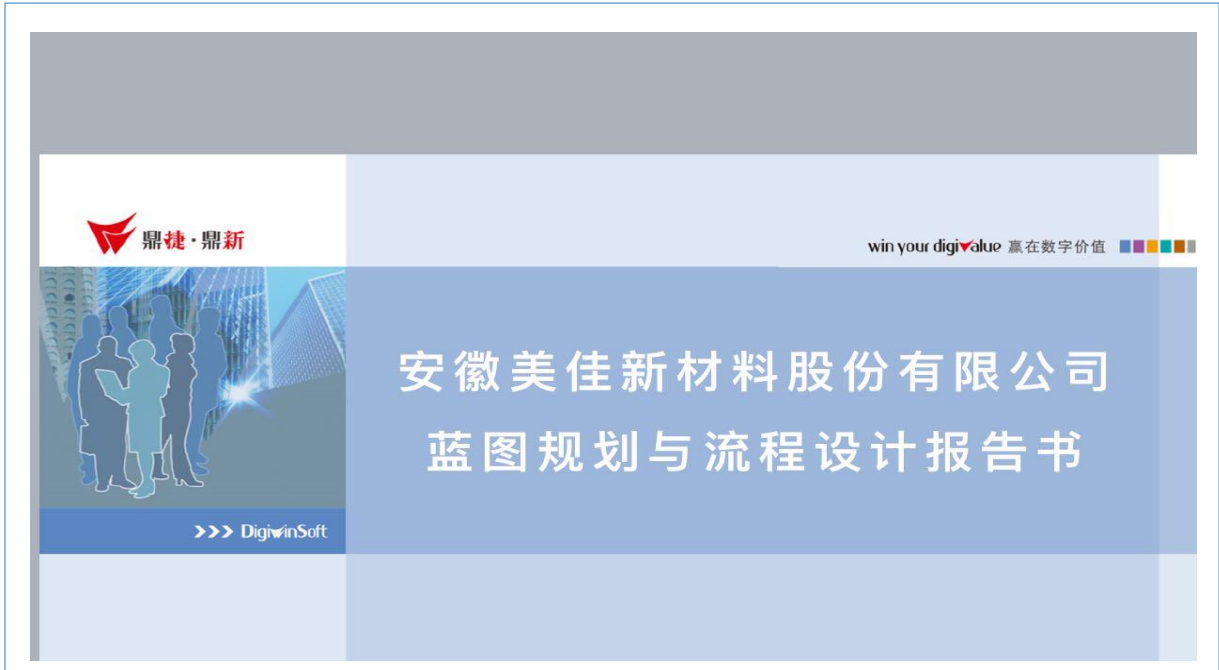 鼎捷·鼎新
win your digivalue 赢在数字价值
安徽美佳新材料股份有限公司
蓝图规划与流程设计报告书
>>> DigiwinSoft